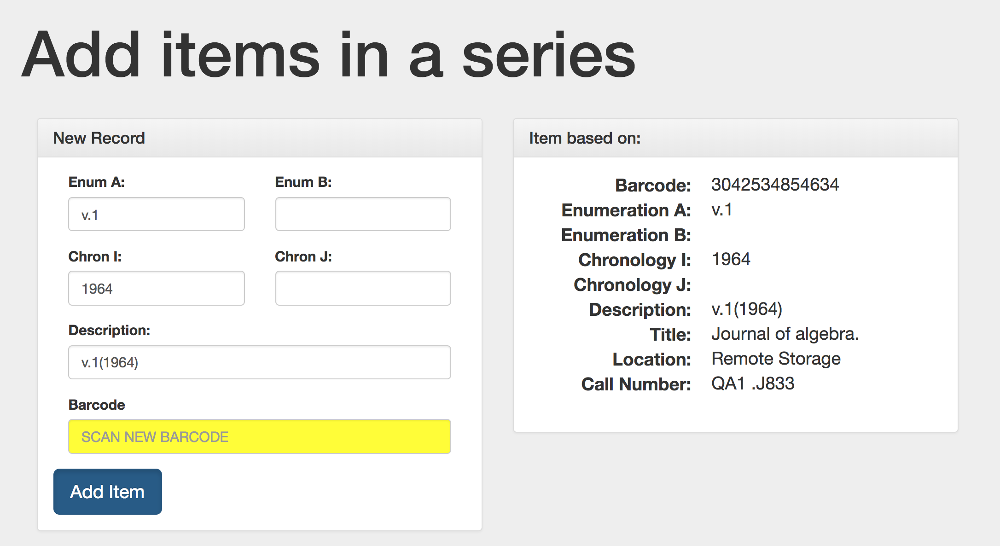 Add items in a series
New Record
Enum A:
Enum B:
v.1
Chron I:
Chron J:
1964
Description:
v.1(1964)
Barcode
SCAN NEW BARCODE
Add Item
Item based on:
Barcode: 3042534854634
Enumeration A: v.1
Enumeration B:
Chronology I: 1964
Chronology J:
Description: v.1(1964)
Title: Journal of algebra.
Location: Remote Storage
Call Number: QA1 .J833